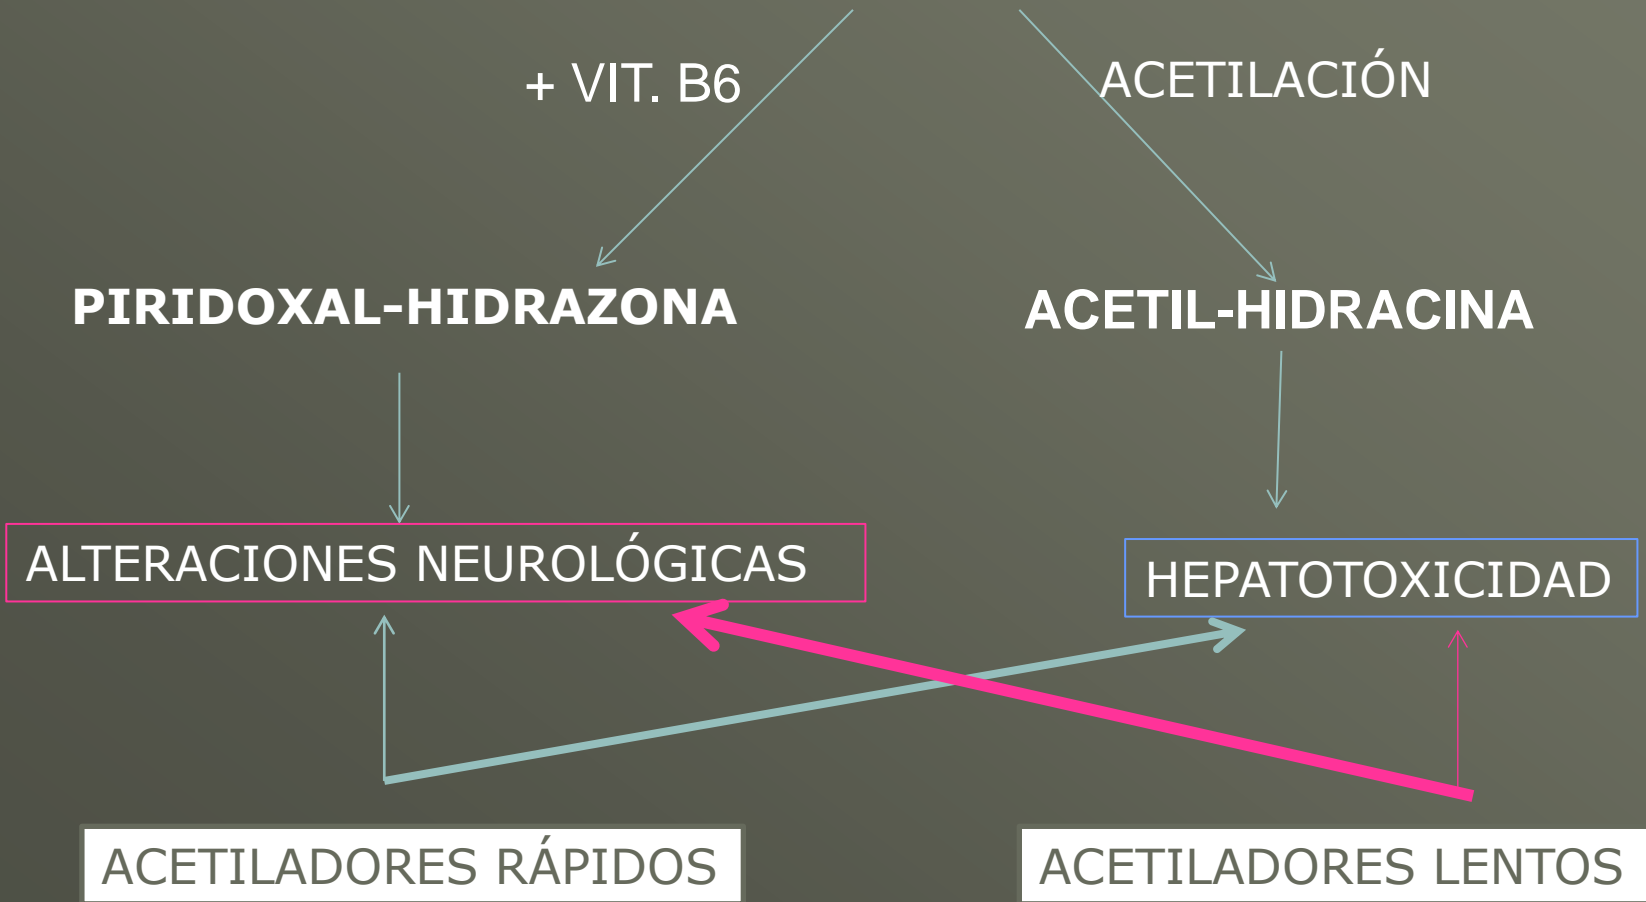 + VIT. B6
ACETILACIÓN
PIRIDOXAL-HIDRAZONA
ACETIL-HIDRACINA
ALTERACIONES NEUROLÓGICAS
HEPATOTOXICIDAD
ACETILADORES RÁPIDOS
ACETILADORES LENTOS